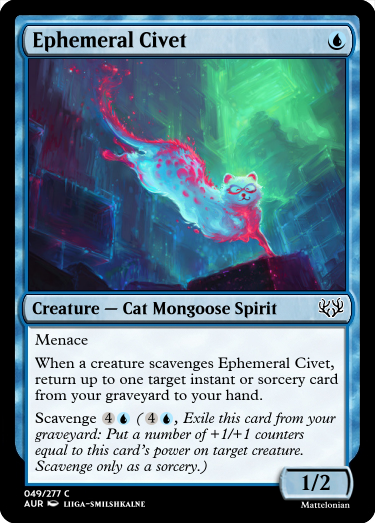 Ephemeral Civet
Creature — Cat Mongoose Spirit
Menace
When a creature scavenges Ephemeral Civet,
return up to one target instant or sorcery card
from your graveyard to your hand.
Scavenge 4 ( 4 , Exile this card from your
graveyard: Put a number of +1/+1 counters
equal to this card's power on target creature.
Scavenge only as a sorcery.)
1/2
049/277 C
AUR LIIGA-SMILSHKALNE
Mattelonian